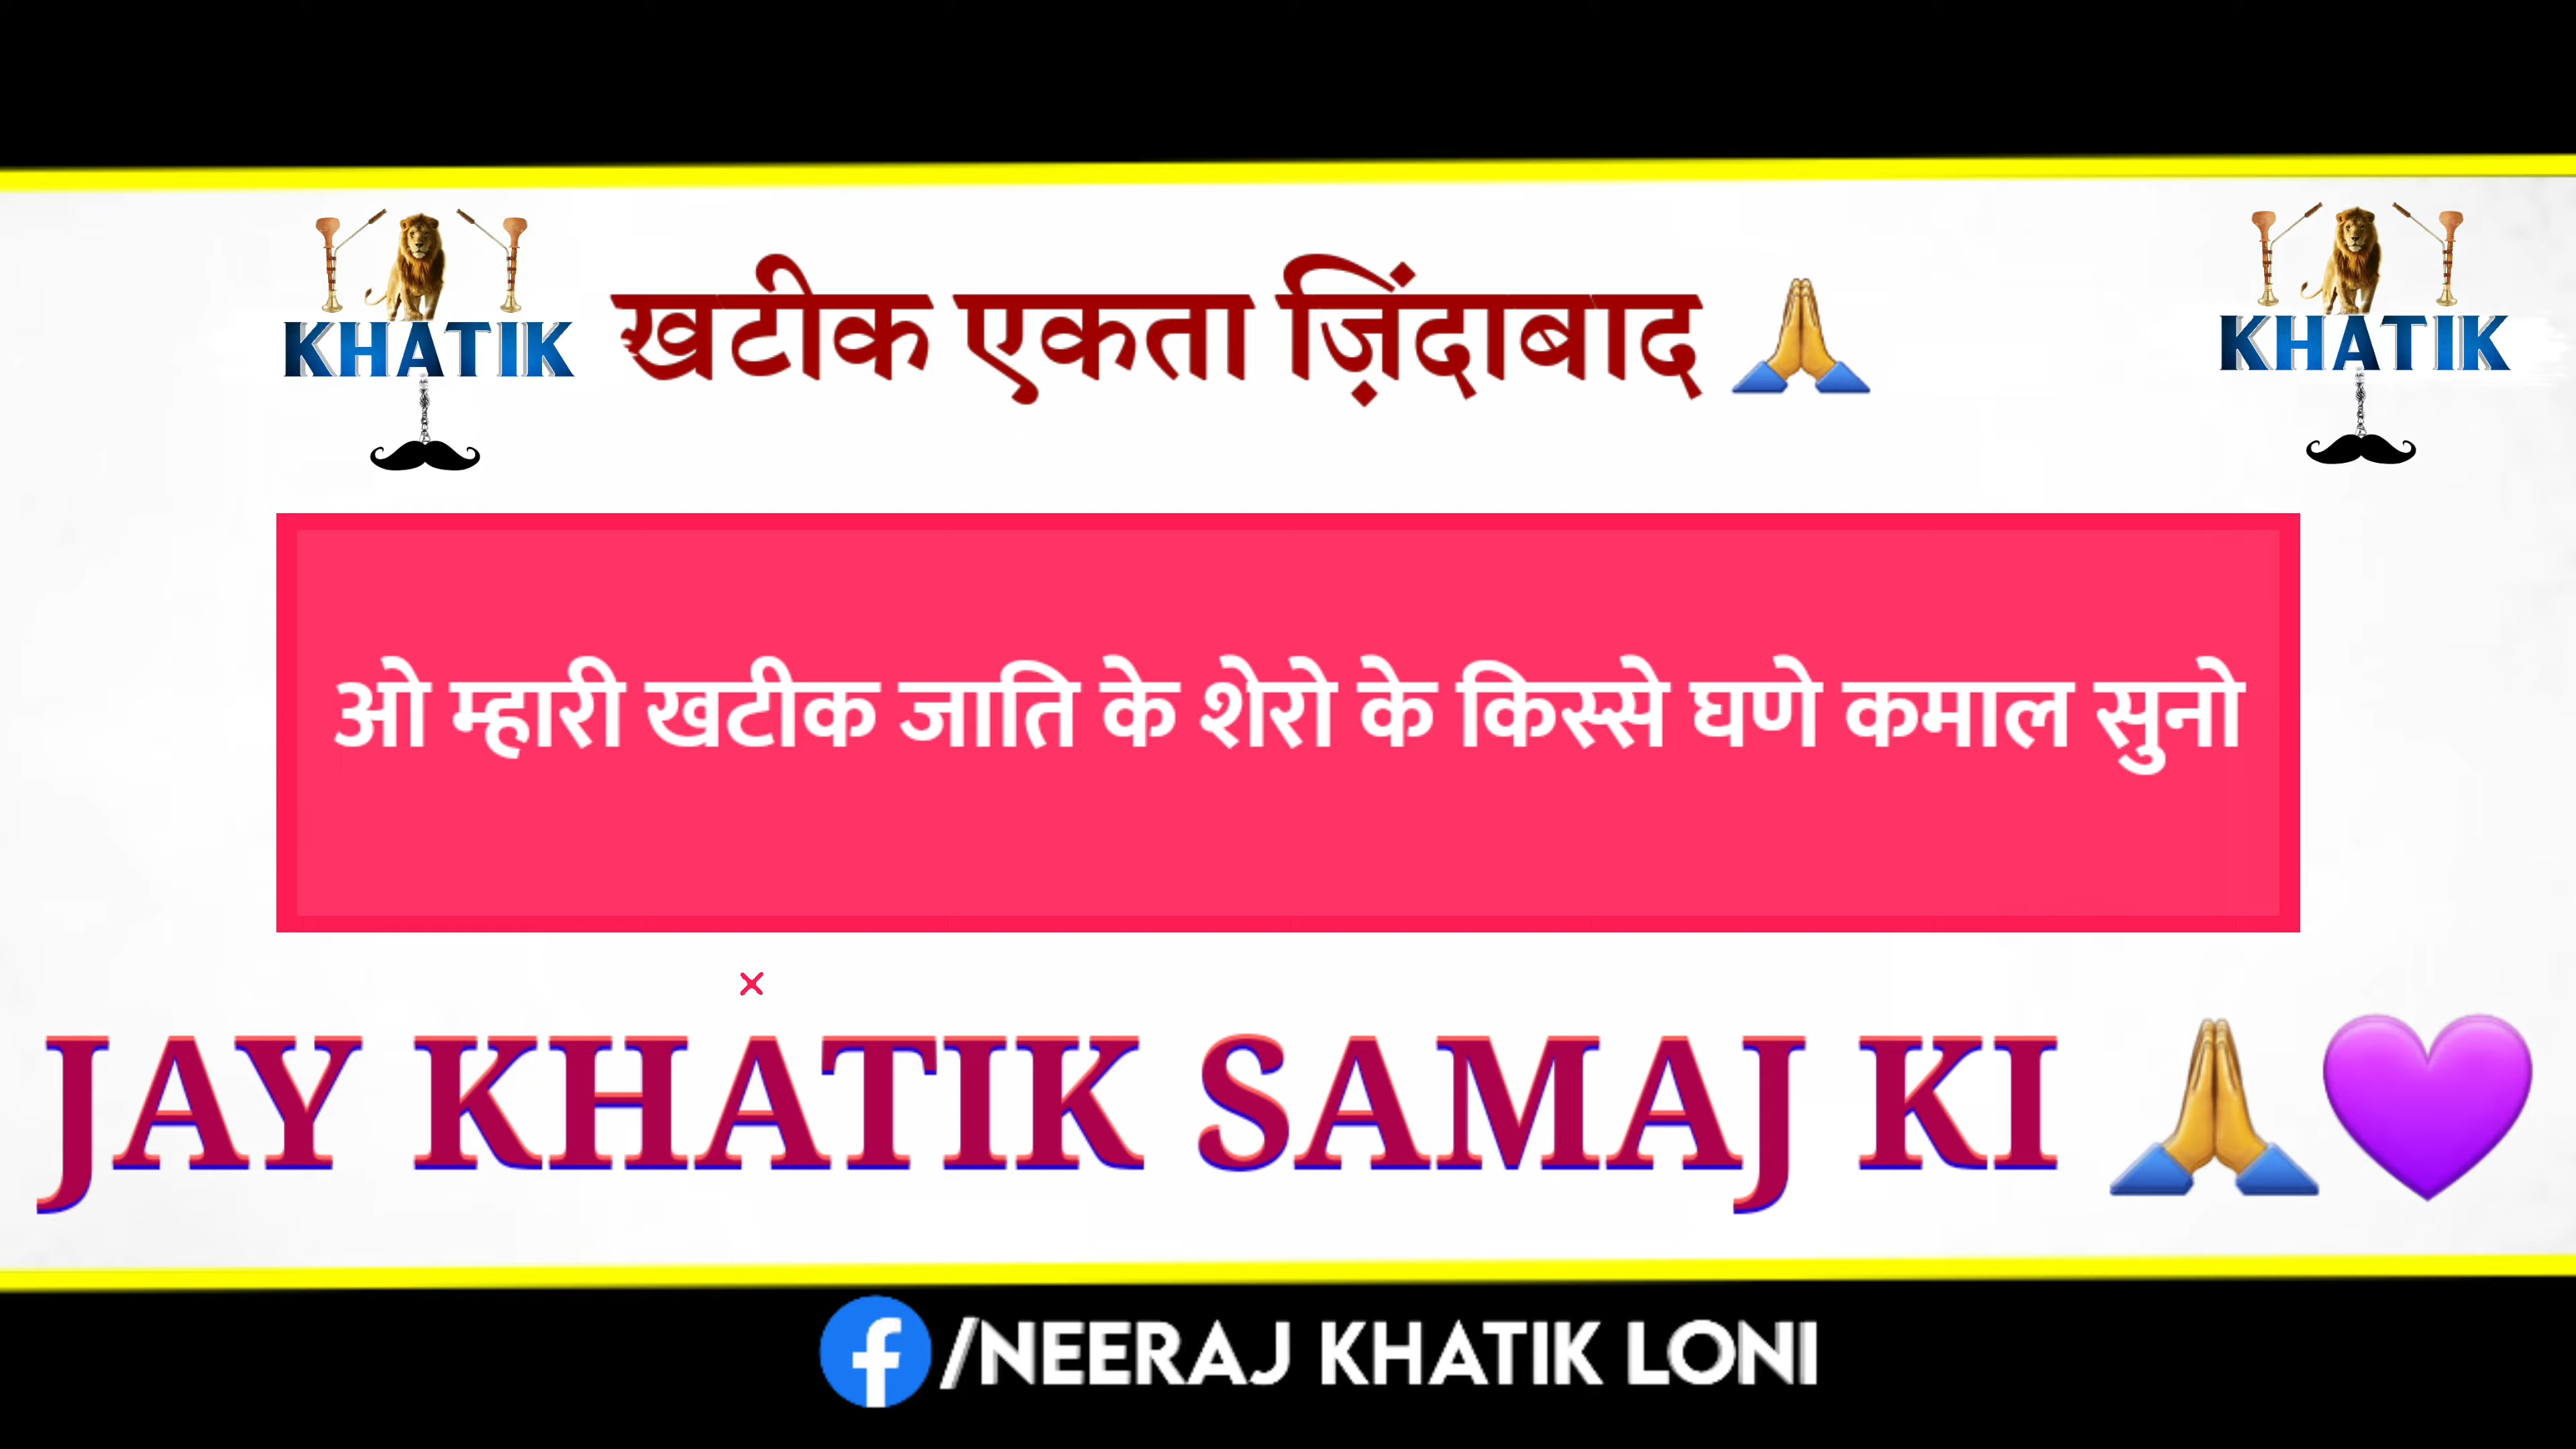 KHATIK
खटीक एकता ज़िंदाबाद 🙏
KHATIK
ओ म्हारी खटीक जाति के शेरो के किस्से घणे कमाल सुनो
JAY KHATIK SAMAJ KI 🙏💜
/NEERAJ KHATIK LONI